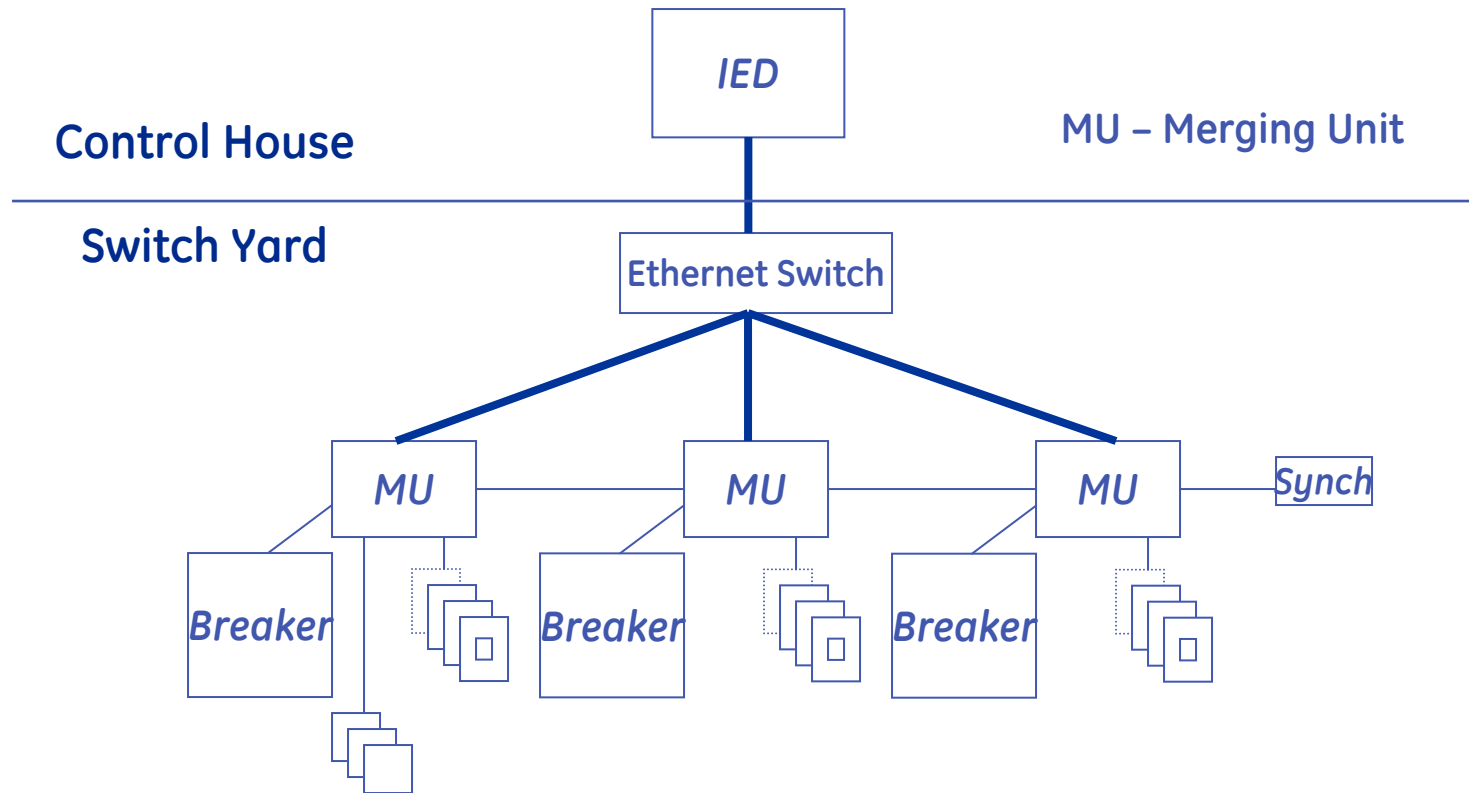 IED
Control House
MU – Merging Unit
Switch Yard
Ethernet Switch
MU
MU
MU
Synch
Breaker
Breaker
Breaker